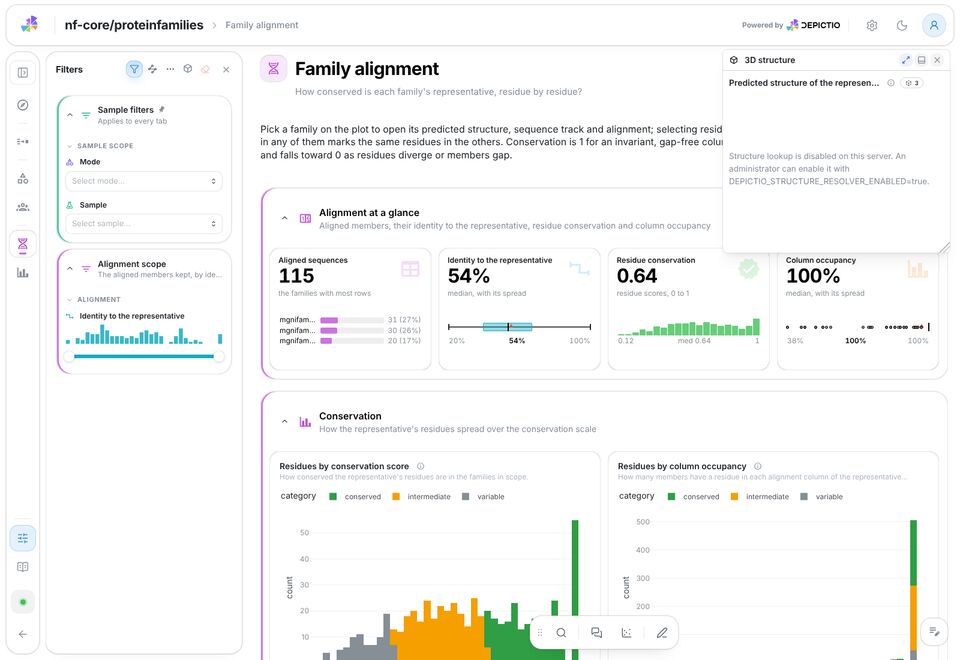 nf-core/proteinfamilies > Family alignment
Powered by DEPICTIO
Filters
Sample filters
Applies to every tab
SAMPLE SCOPE
Mode
Select mode...
Sample
Select sample...
Alignment scope
The aligned members kept, by ide...
ALIGNMENT
Identity to the representative
Family alignment
How conserved is each family's representative, residue by residue?
Pick a family on the plot to open its predicted structure, sequence track and alignment; selecting resid
in any of them marks the same residues in the others. Conservation is 1 for an invariant, gap-free colu
and falls toward 0 as residues diverge or members gap.
3D structure
Predicted structure of the represen...
3
Structure lookup is disabled on this server. An
administrator can enable it with
DEPICTIO_STRUCTURE_RESOLVER_ENABLED=true.
Alignment at a glance
Aligned members, their identity to the representative, residue conservation and column occupancy
Aligned sequences
115
the families with most rows
mgnifam... 31 (27%)
mgnifam... 30 (26%)
mgnifam... 20 (17%)
Identity to the representative
54%
median, with its spread
20% 54% 100%
Residue conservation
0.64
residue scores, 0 to 1
0.12 med 0.64 1
Column occupancy
100%
median, with its spread
38% 100% 100%
Conservation
How the representative's residues spread over the conservation scale
Residues by conservation score
How conserved the representative's residues are in the families in scope.
category conserved intermediate variable
count
50
40
30
20
10
Residues by column occupancy
How many members have a residue in each alignment column of the representative...
category conserved intermediate variable
count
500
400
300
200